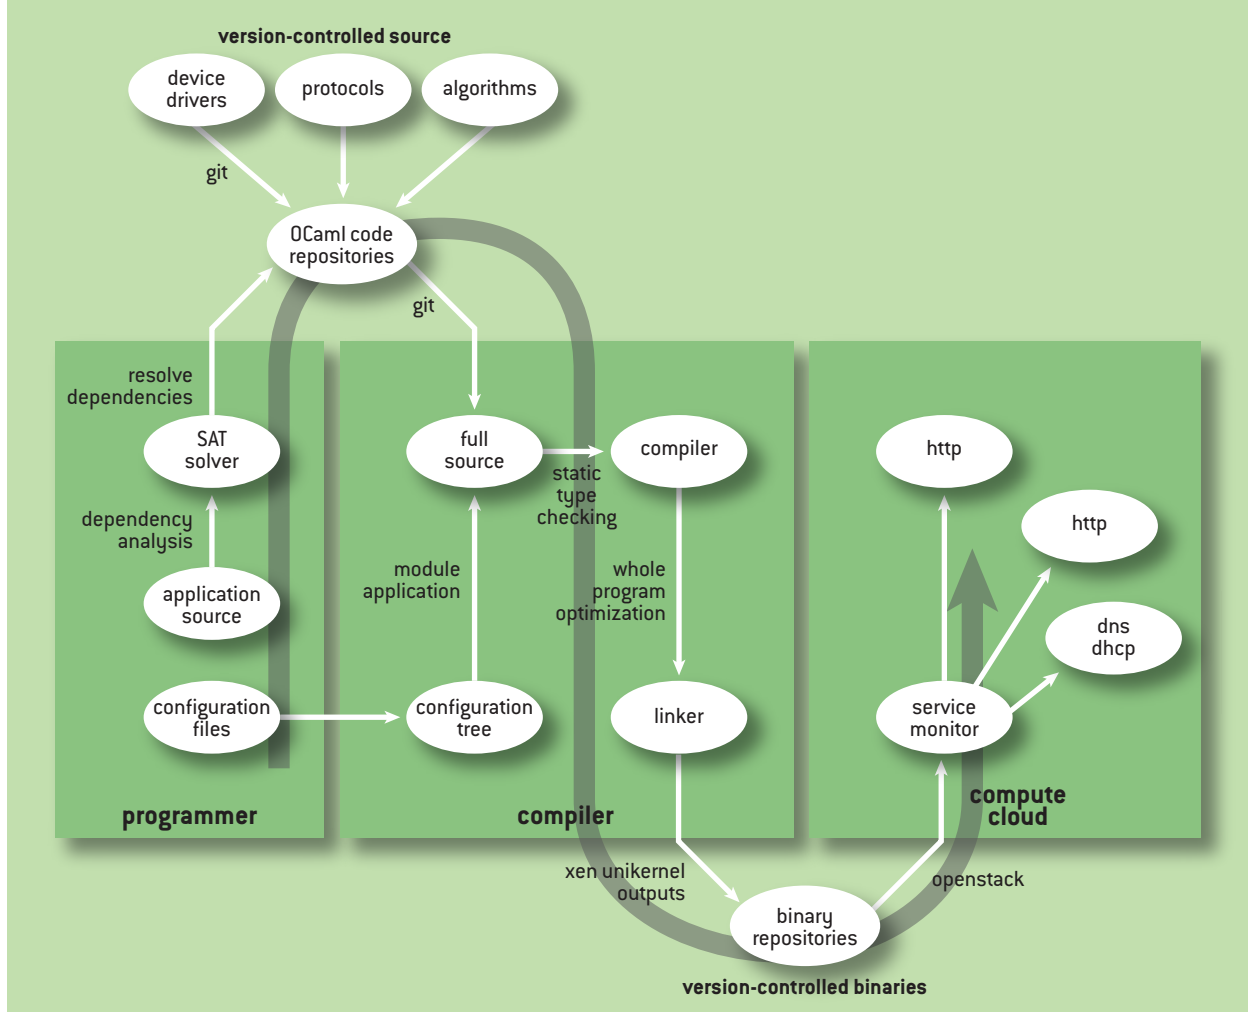 version-controlled source
device
drivers
protocols
algorithms
git
OCaml code
repositories
git
resolve
dependencies
SAT
solver
full
source
compiler
http
static
type
checking
http
dependency
analysis
module
application
whole
program
optimization
application
source
dns
dhcp
configuration
files
configuration
tree
linker
service
monitor
programmer
compiler
compute
cloud
xen unikernel
outputs
openstack
binary
repositories
version-controlled binaries